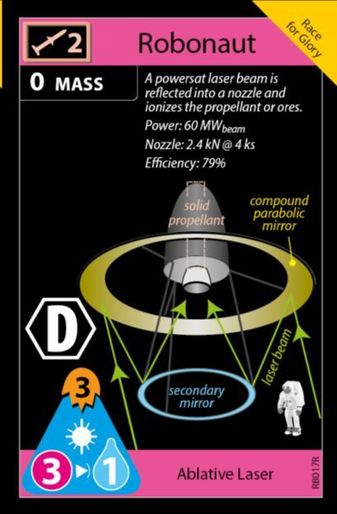 2
Robonaut
Race
for Glory
0 MASS
A powersat laser beam is
reflected into a nozzle and
ionizes the propellant or ores.
Power: 60 MWbeam
Nozzle: 2.4 kN @ 4 ks
Efficiency: 79%
solid
propellant
compound
parabolic
mirror
D
laser beam
secondary
mirror
3
3
1
Ablative Laser
RB017R